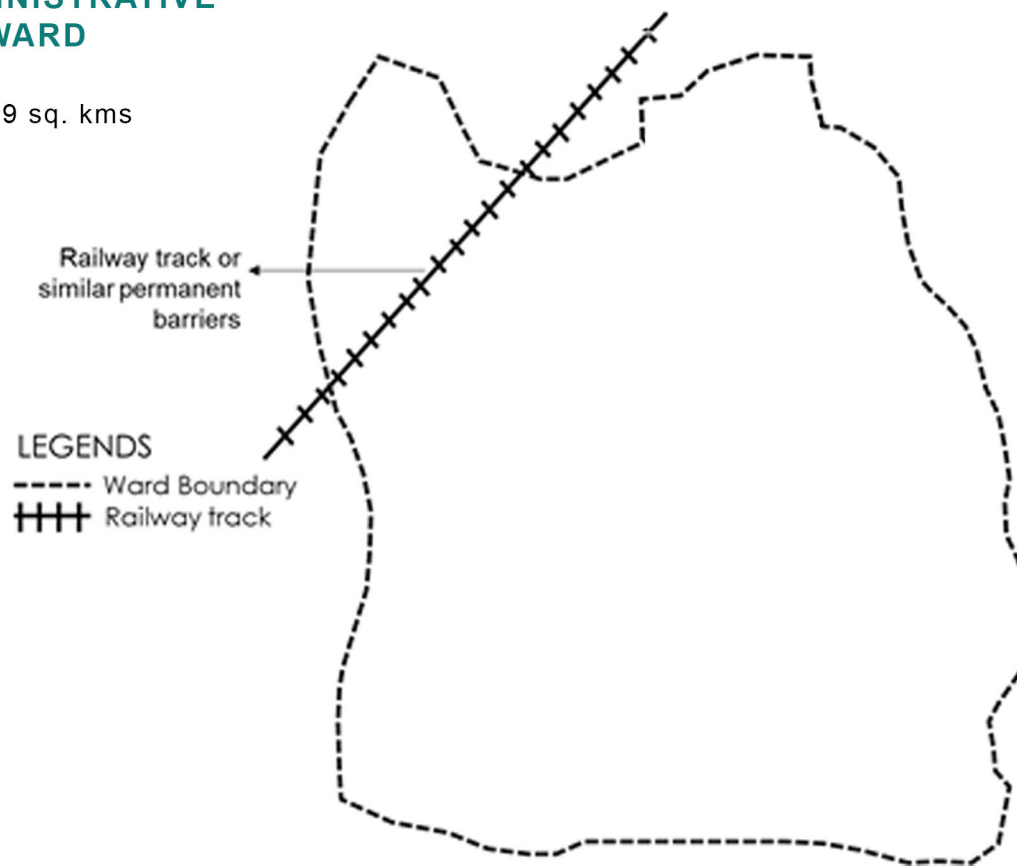 WARD
9 sq. kms
Railway track or
similar permanent
barriers
LEGENDS
Ward Boundary
Railway track